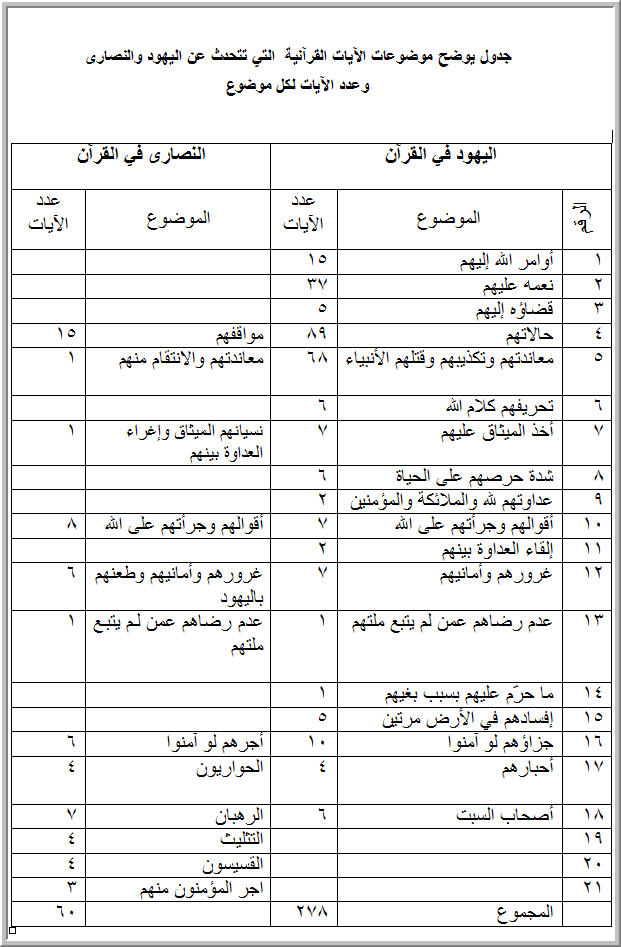 جدول يوضح موضوعات الآيات القرآنية التي تتحدث عن اليهود والنصارى
وعدد الآيات لكل موضوع
اليهود في القرآن النصارى في القرآن
الرقم الموضوع عدد الآيات الموضوع عدد الآيات
١ أوامر الله إليهم ١٥
٢ نعمه عليهم ٣٧
٣ قضاؤه إليهم ٥
٤ حالاتهم ٨٩ مواقفهم ١٥
٥ معاندتهم وتكذيبهم وقتلهم الأنبياء ٦٨ معاندتهم والانتقام منهم ١
٦ تحريفهم كلام الله ٦
٧ أخذ الميثاق عليهم ٧ نسيانهم الميثاق وإغراء العداوة بينهم ١
٨ شدة حرصهم على الحياة ٦
٩ عداوتهم لله والملائكة والمؤمنين ٢
١٠ أقوالهم وجرأتهم على الله ٧ أقوالهم وجرأتهم على الله ٨
١١ إلقاء العداوة بينهم ٢
١٢ غرورهم وأمانيهم ٧ غرورهم وأمانيهم وطعنهم باليهود ٦
١٣ عدم رضاهم عمن لم يتبع ملتهم ١ عدم رضاهم عمن لم يتبع ملتهم ١
١٤ ما حرّم عليهم بسبب بغيهم ١
١٥ إفسادهم في الأرض مرتين ٥
١٦ جزاؤهم لو آمنوا ١٠ أجرهم لو آمنوا ٦
١٧ أحبارهم ٤ الحواريون ٤
١٨ أصحاب السبت ٦ الرهبان ٧
١٩ التثليث ٤
٢٠ القسيسون ٤
٢١ اجر المؤمنون منهم ٣
المجموع ٢٧٨ ٦٠